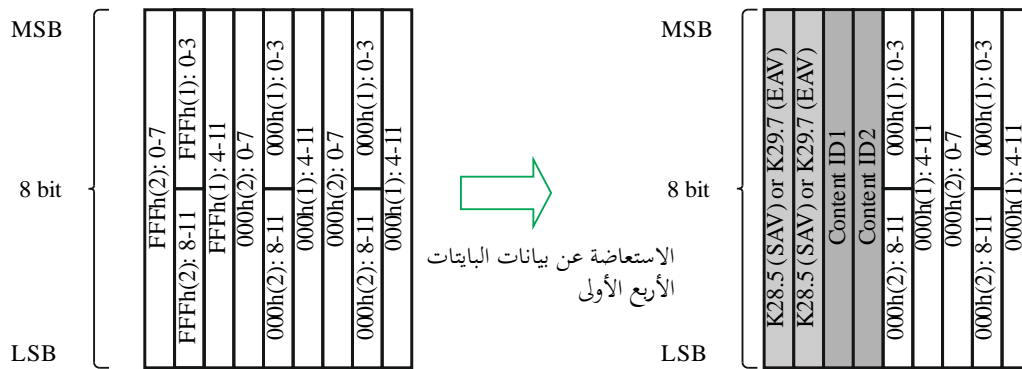 MSB
8 bit
LSB
FFFh(2): 0-7
FFFh(2): 8-11
FFFh(1): 0-3
FFFh(1): 4-11
000h(2): 0-7
000h(2): 8-11
000h(1): 0-3
000h(1): 4-11
000h(2): 0-7
000h(2): 8-11
000h(1): 0-3
000h(1): 4-11
الاستعاضة عن بيانات البايتات
الأربع الأولى
MSB
8 bit
LSB
K28.5 (SAV) or K29.7 (EAV)
K28.5 (SAV) or K29.7 (EAV)
Content ID1
Content ID2
000h(2): 8-11
000h(1): 0-3
000h(1): 4-11
000h(2): 0-7
000h(2): 8-11
000h(1): 0-3
000h(1): 4-11